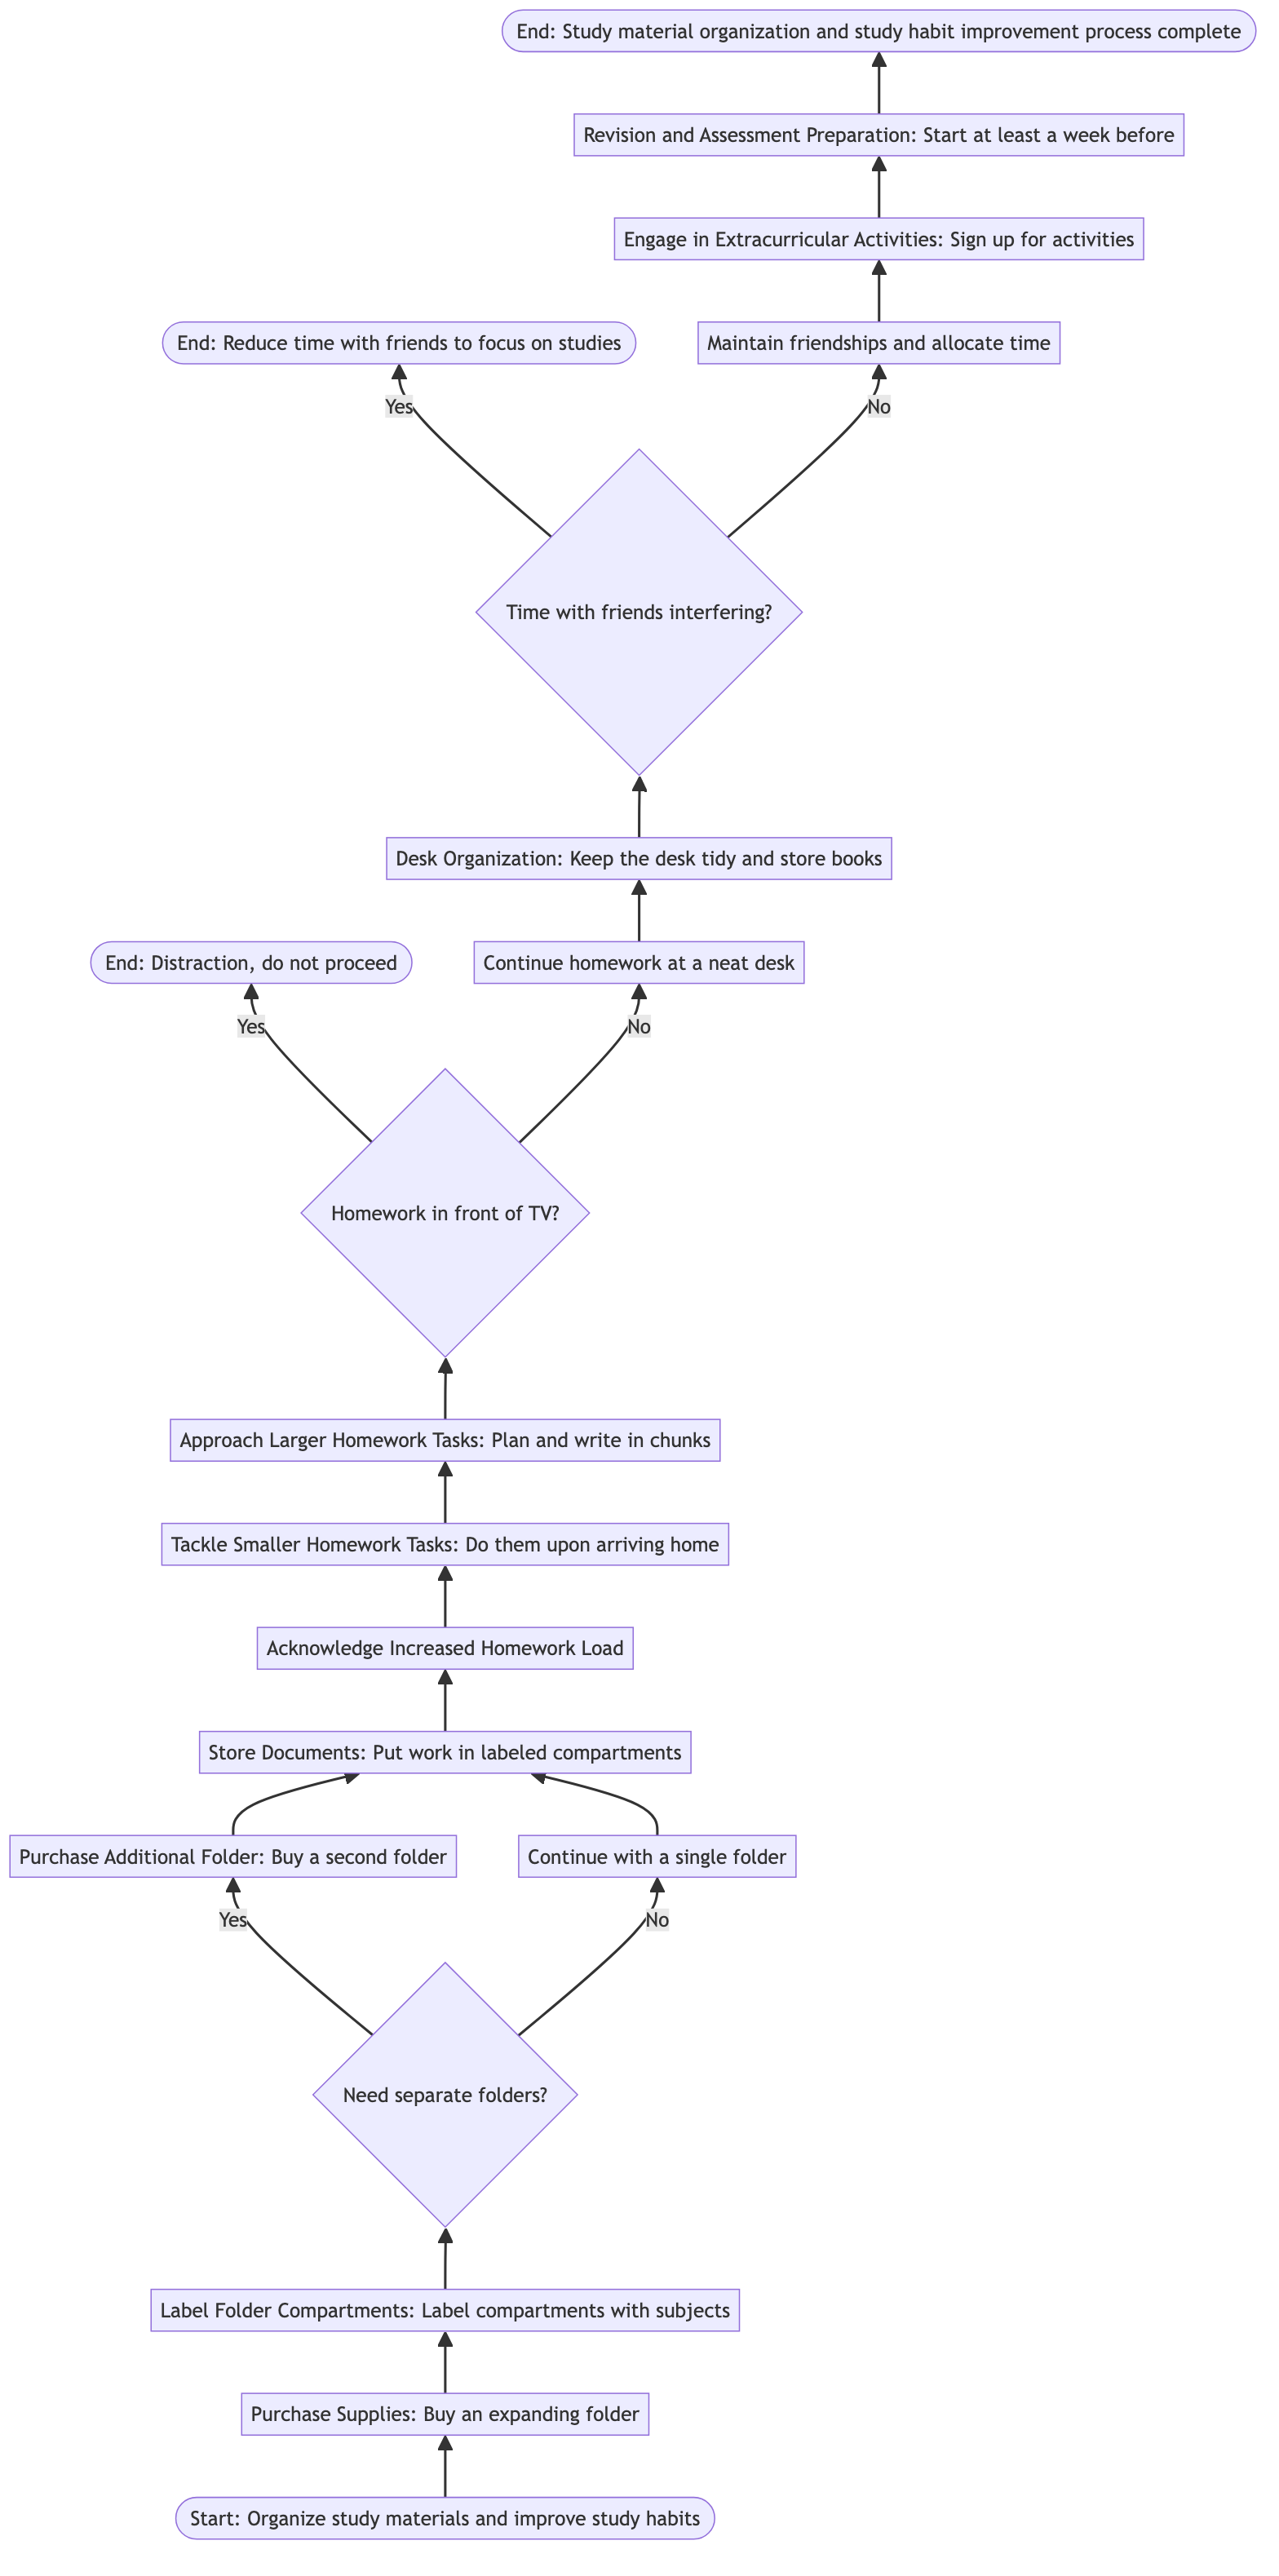 End: Study material organization and study habit improvement process complete
Revision and Assessment Preparation: Start at least a week before
Engage in Extracurricular Activities: Sign up for activities
End: Reduce time with friends to focus on studies
Maintain friendships and allocate time
Yes
No
Time with friends interfering?
Desk Organization: Keep the desk tidy and store books
End: Distraction, do not proceed
Continue homework at a neat desk
Yes
No
Homework in front of TV?
Approach Larger Homework Tasks: Plan and write in chunks
Tackle Smaller Homework Tasks: Do them upon arriving home
Acknowledge Increased Homework Load
Store Documents: Put work in labeled compartments
Purchase Additional Folder: Buy a second folder
Continue with a single folder
Yes
No
Need separate folders?
Label Folder Compartments: Label compartments with subjects
Purchase Supplies: Buy an expanding folder
Start: Organize study materials and improve study habits